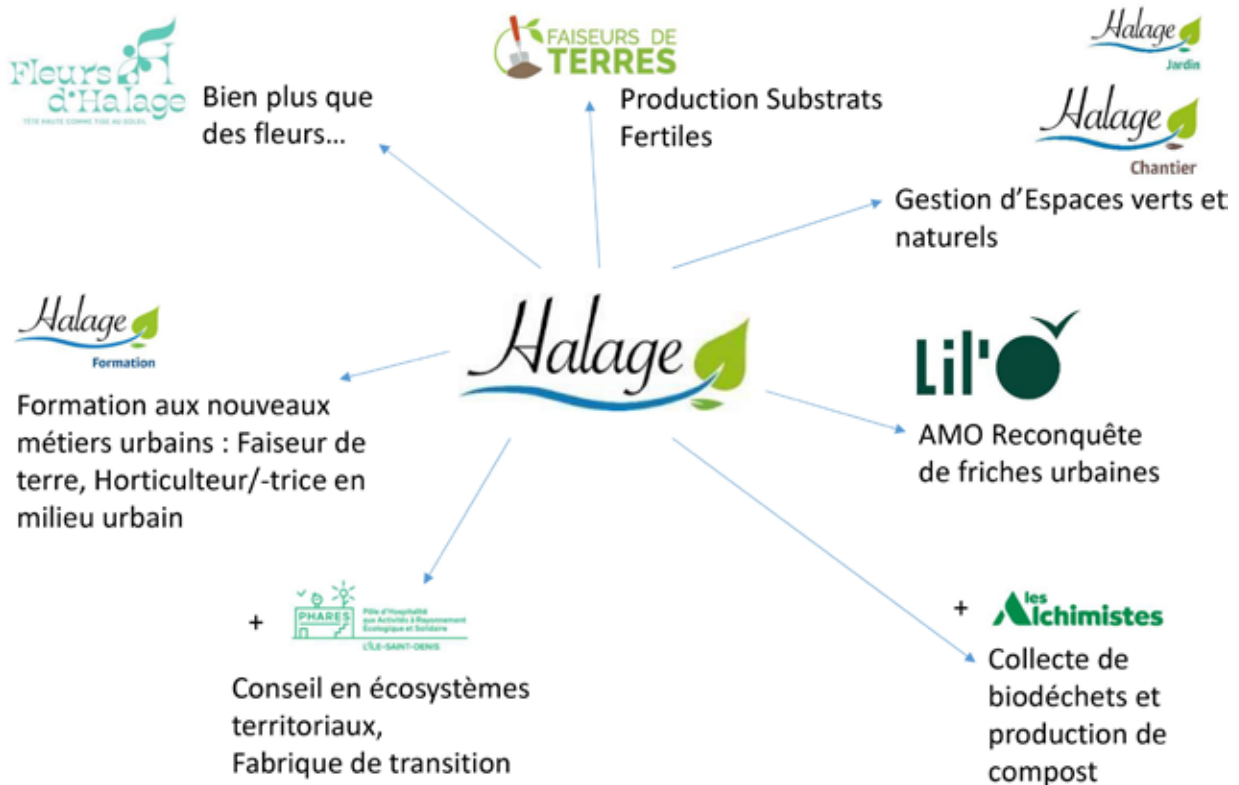 Fleurs
d'Halage
TÊTE HAUTE COMME TIGE AU SOLEIL
Bien plus que
des fleurs...
FAISEURS DE
TERRES
Production Substrats
Fertiles
Halage
Jardin
Halage
Chantier
Gestion d'Espaces verts et
naturels
Halage
Formation
Formation aux nouveaux
métiers urbains : Faiseur de
terre, Horticulteur/-trice en
milieu urbain
Halage
Lil'Ô
AMO Reconquête
de friches urbaines
+
PHARES
Pôle d'Hospitalité
aux Activités à Rayonnement
Écologique et Solidaire
L'ÎLE-SAINT-DENIS
Conseil en écosystèmes
territoriaux,
Fabrique de transition
+
les
Alchimistes
Collecte de
biodéchets et
production de
compost